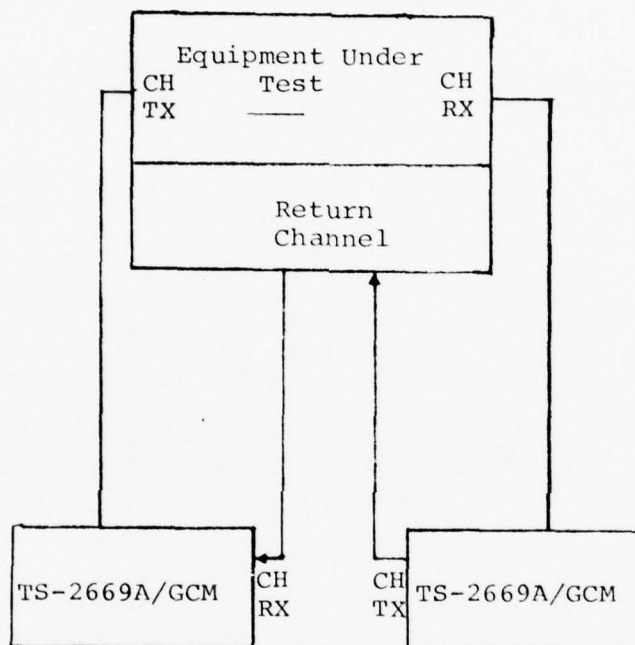 Equipment Under
Test
CH
TX
CH
RX
Return
Channel
TS-2669A/GCM
CH
RX
CH
TX
TS-2669A/GCM